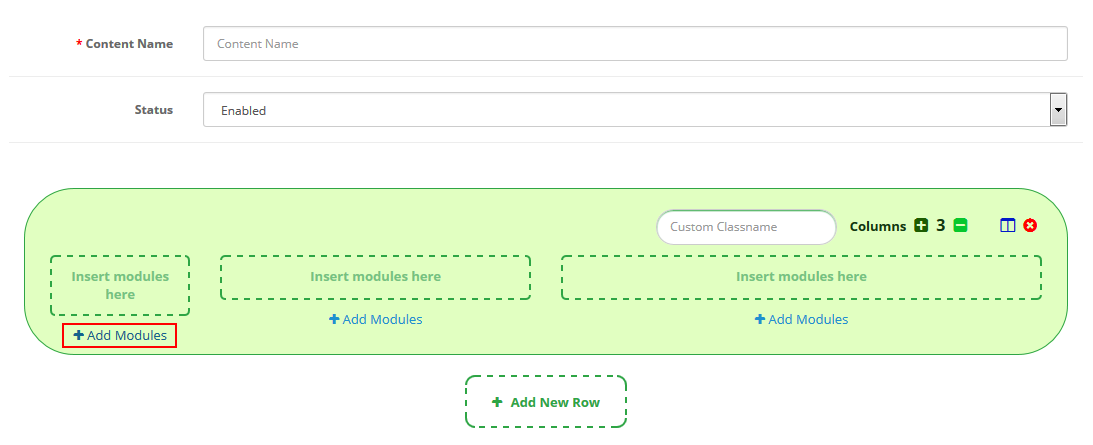 * Content Name
Content Name
Status
Enabled
Custom Classname
Columns 3
Insert modules
here
Insert modules here
Insert modules here
Add Modules
Add Modules
Add Modules
Add New Row